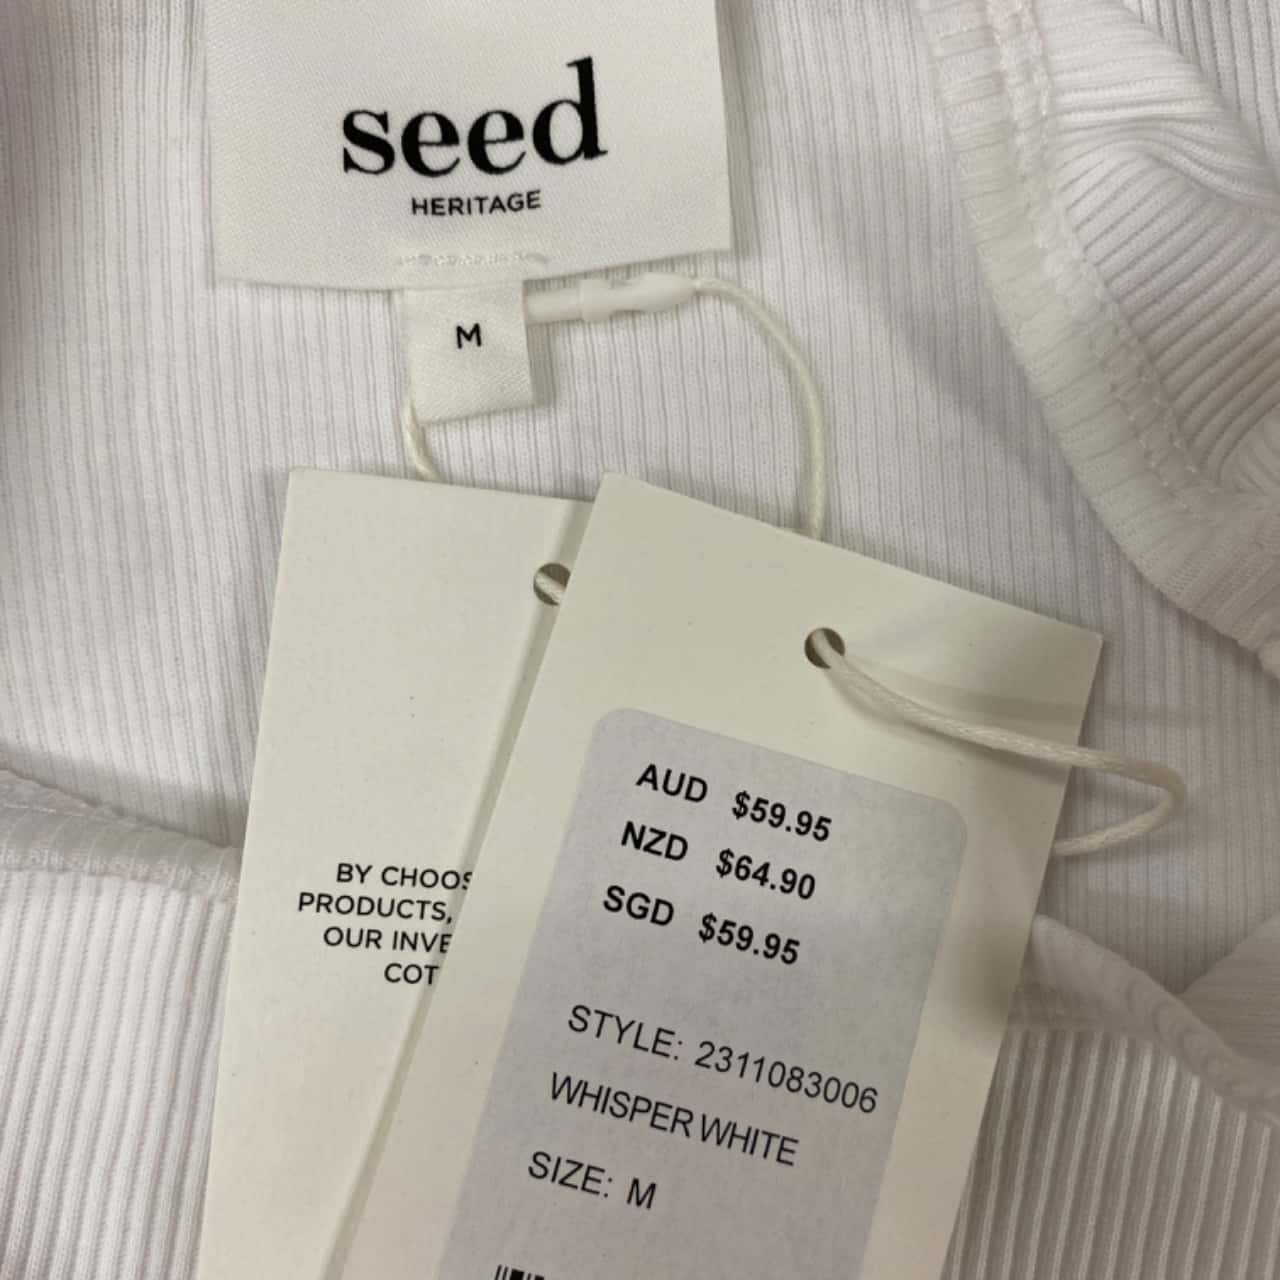 seed
HERITAGE
M
BY CHOOS
PRODUCTS,
OUR INVE
COT
AUD $59.95
NZD $64.90
SGD $59.95
STYLE: 2311083006
WHISPER WHITE
SIZE: M